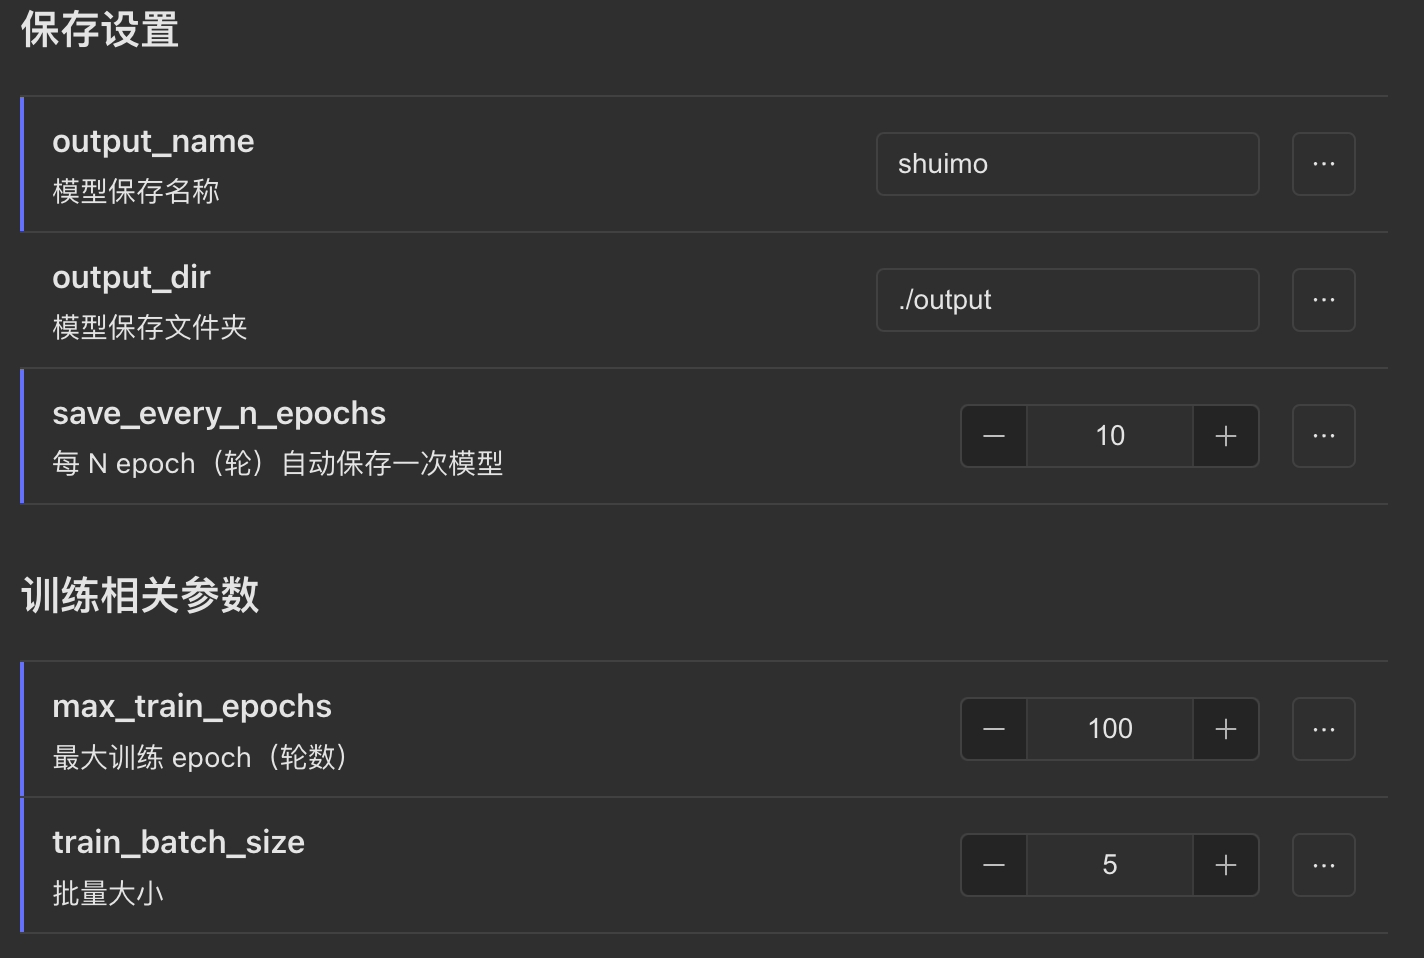 保存设置
output_name
模型保存名称
shuimo
...
output_dir
模型保存文件夹
./output
...
save_every_n_epochs
每 N epoch（轮）自动保存一次模型
— 10 +
...
训练相关参数
max_train_epochs
最大训练 epoch（轮数）
— 100 +
...
train_batch_size
批量大小
— 5 +
...